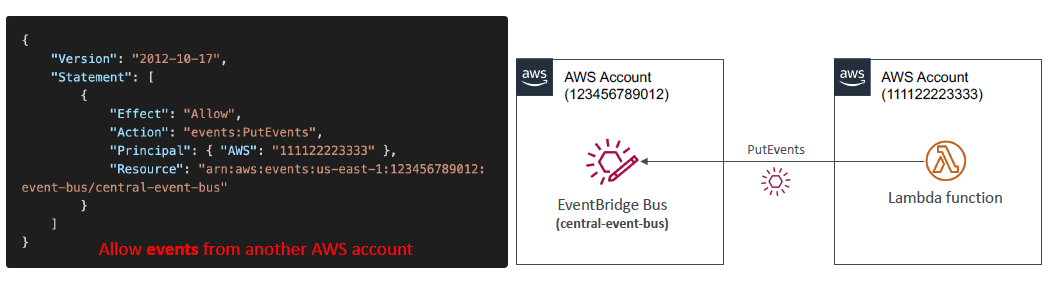 {
    "Version": "2012-10-17",
    "Statement": [
        {
            "Effect": "Allow",
            "Action": "events:PutEvents",
            "Principal": { "AWS": "111122223333" },
            "Resource": "arn:aws:events:us-east-1:123456789012:
event-bus/central-event-bus"
        }
    ]
}
Allow events from another AWS account
aws
AWS Account
(123456789012)
EventBridge Bus
(central-event-bus)
PutEvents
aws
AWS Account
(111122223333)
Lambda function